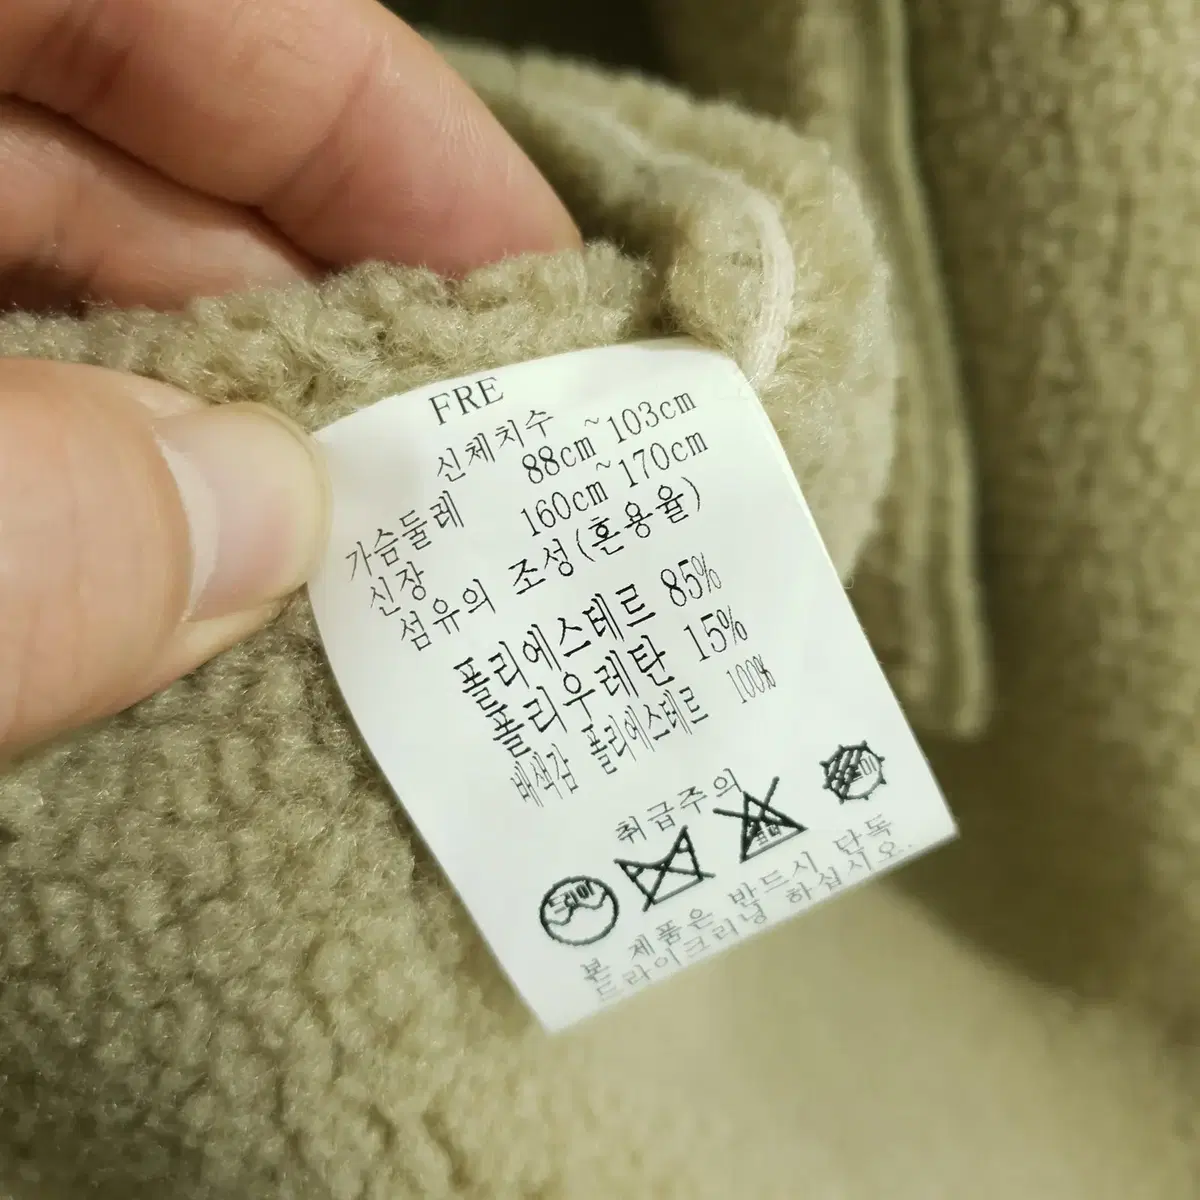 FRE
신체치수
가슴둘레 88cm~103cm
신장 160cm~170cm
섬유의 조성(혼용율)
폴리에스테르 85%
폴리우레탄 15%
배색감 폴리에스테르 100%
취급주의
드라이
본 제품은 반드시 단독
드라이크리닝 하십시오.